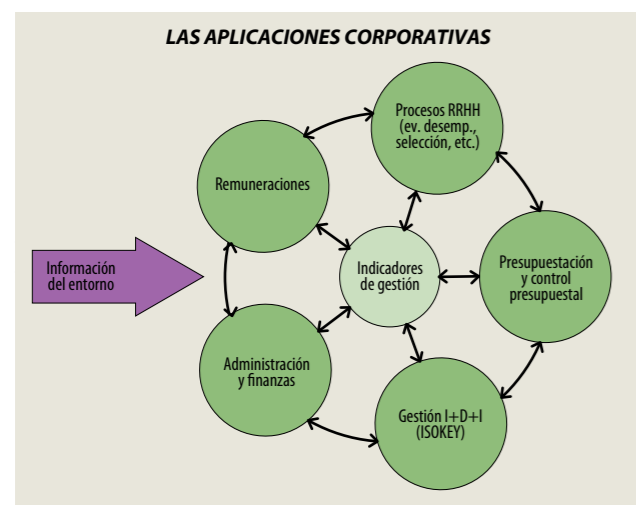 LAS APLICACIONES CORPORATIVAS
Procesos RRHH
(ev. desemp.,
selección, etc.)
Remuneraciones
Información
del entorno
Indicadores
de gestión
Presupuestación
y control
presupuestal
Administración
y finanzas
Gestión I+D+I
(ISOKEY)